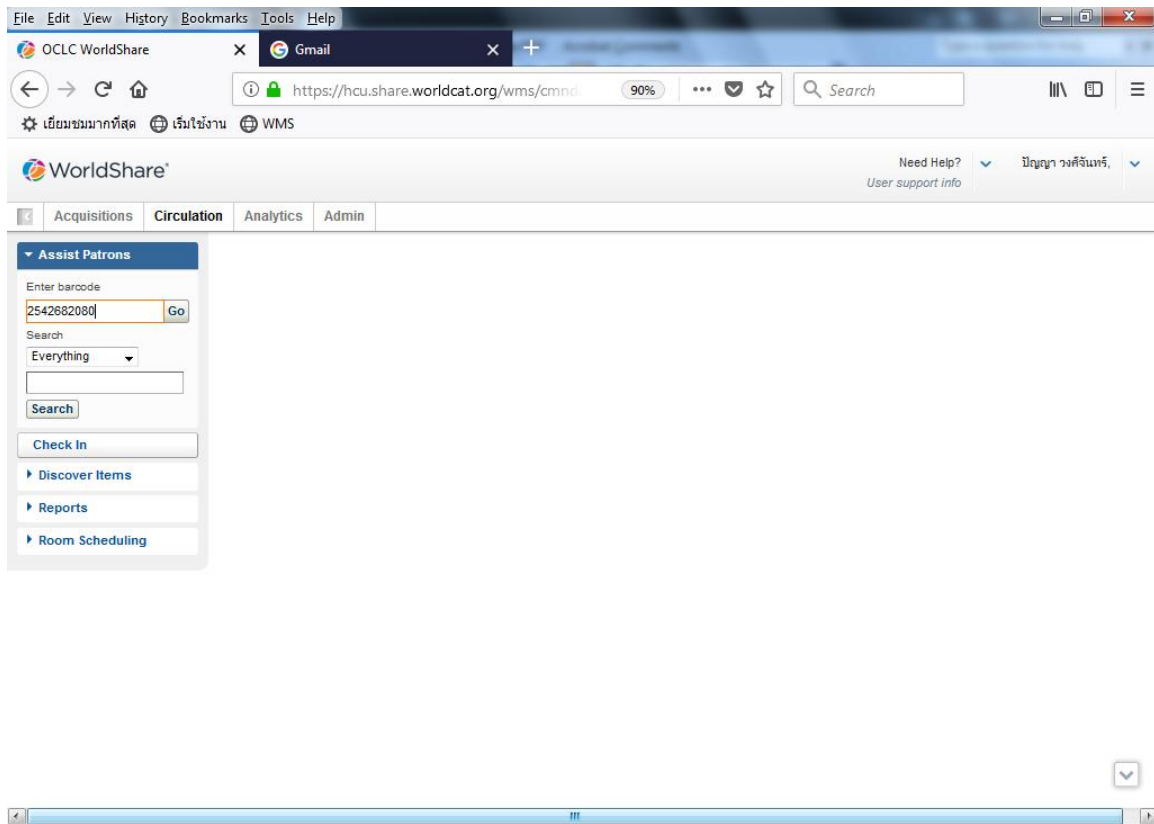 File Edit View History Bookmarks Tools Help
OCLC WorldShare Gmail
https://hcu.share.worldcat.org/wms/cmnd 90% Search
เยี่ยมชมมากที่สุด เริ่มใช้งาน WMS
WorldShare® Need Help? ปัญญา วงศ์จันทร์,
User support info
Acquisitions Circulation Analytics Admin
Assist Patrons
Enter barcode
2542682080 Go
Search
Everything
Search
Check In
Discover Items
Reports
Room Scheduling